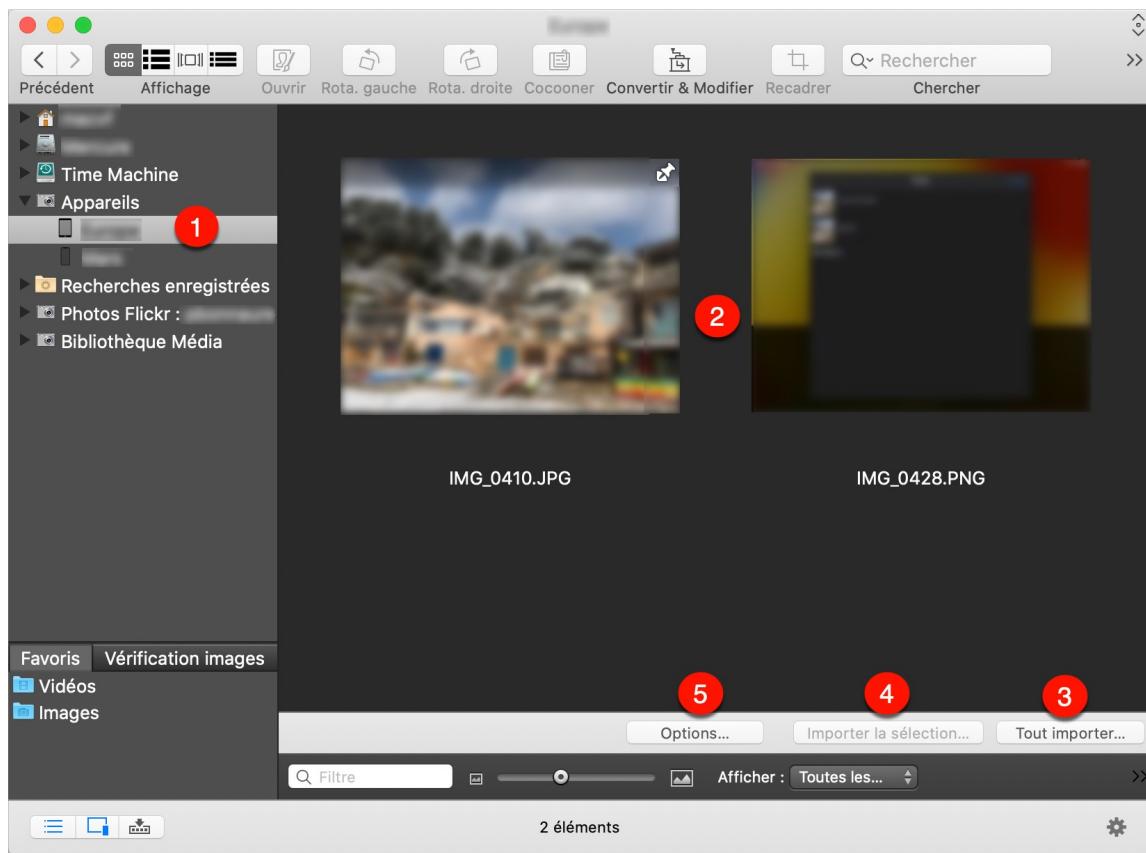 Précédent
Affichage
Ouvrir
Rota. gauche
Rota. droite
Cocooner
Convertir & Modifier
Recadrer
Rechercher
Chercher
Time Machine
Appareils
1
Recherches enregistrées
Photos Flickr :
Bibliothèque Média
2
IMG_0410.JPG
IMG_0428.PNG
Favoris
Vérification images
Vidéos
Images
5
4
3
Options...
Importer la sélection...
Tout importer...
Filtre
Afficher :
Toutes les...
2 éléments